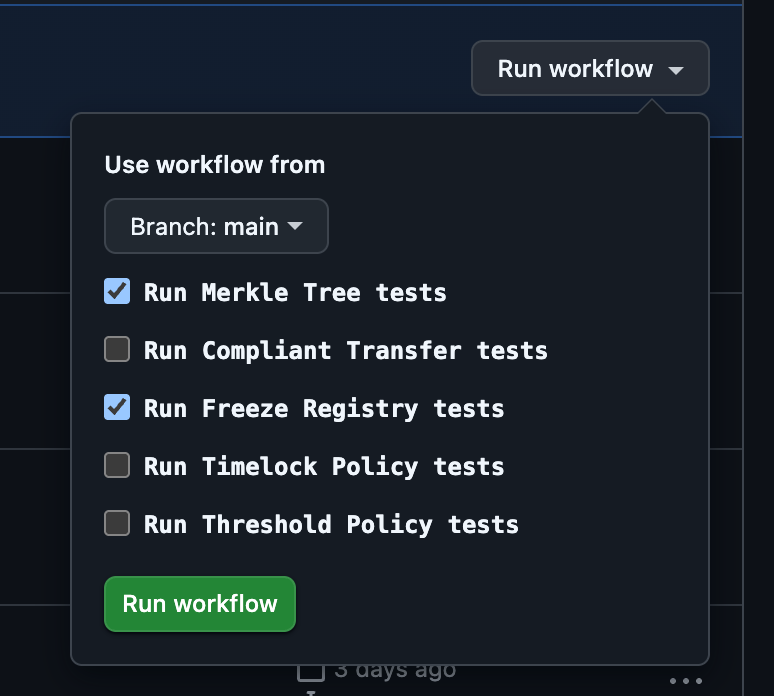 Run workflow
Use workflow from
Branch: main
Run Merkle Tree tests
Run Compliant Transfer tests
Run Freeze Registry tests
Run Timelock Policy tests
Run Threshold Policy tests
Run workflow
3 days ago